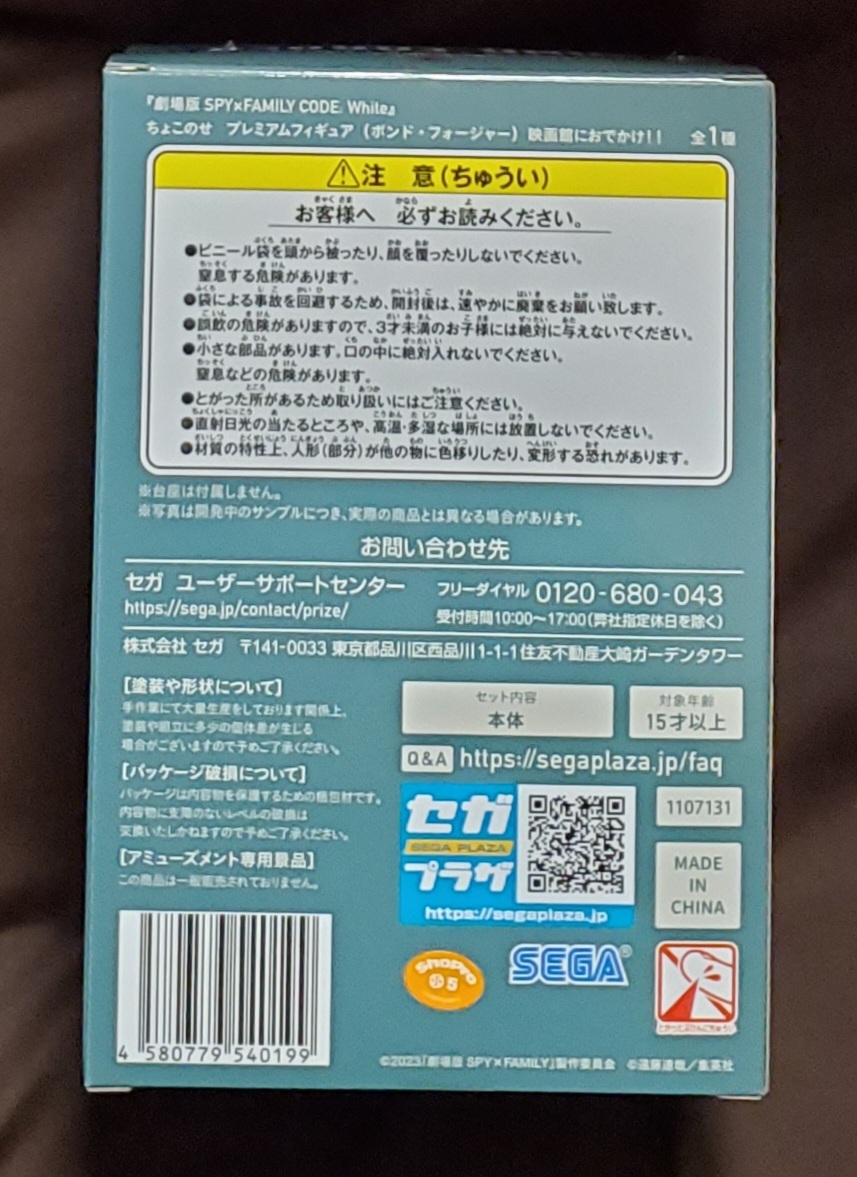 『劇場版 SPY×FAMILY CODE: White』
ちょこのせ プレミアムフィギュア (ボンド・フォージャー) 映画館におでかけ!! 全1種
⚠注 意(ちゅうい)
お客様へ 必ずお読みください。
●ビニール袋を頭から被ったり、顔を覆ったりしないでください。
窒息する危険があります。
●袋による事故を回避するため、開封後は、速やかに廃棄をお願い致します。
●誤飲の危険がありますので、3才未満のお子様には絶対に与えないでください。
●小さな部品があります。口の中に絶対入れないでください。
窒息などの危険があります。
●とがった所があるため取り扱いにはご注意ください。
●直射日光の当たるところや、高温・多湿な場所には放置しないでください。
●材質の特性上、人形(部分)が他の物に色移りしたり、変形する恐れがあります。
※台座は付属しません。
※写真は開発中のサンプルにつき、実際の商品とは異なる場合があります。
お問い合わせ先
セガ ユーザーサポートセンター
https://sega.jp/contact/prize/
フリーダイヤル 0120-680-043
受付時間10:00～17:00(弊社指定休日を除く)
株式会社 セガ 〒141-0033 東京都品川区西品川1-1-1住友不動産大崎ガーデンタワー
【塗装や形状について】
手作業にて大量生産をしております関係上、
塗装や組立に多少の個体差が生じる
場合がございますので予めご了承ください。
【パッケージ破損について】
パッケージは内容物を保護するための梱包材です。
内容物に支障のないレベルの破損は
交換いたしかねますので予めご了承ください。
【アミューズメント専用景品】
この商品は一般販売されておりません。
セット内容
本体
対象年齢
15才以上
Q&A https://segaplaza.jp/faq
セガ
SEGA PLAZA
プラザ
https://segaplaza.jp
1107131
MADE
IN
CHINA
ShoPro
5
SEGA®
とがったぶひんにちゅうい
4 580779 540199
©2023「劇場版 SPY×FAMILY」製作委員会 ©遠藤達哉/集英社